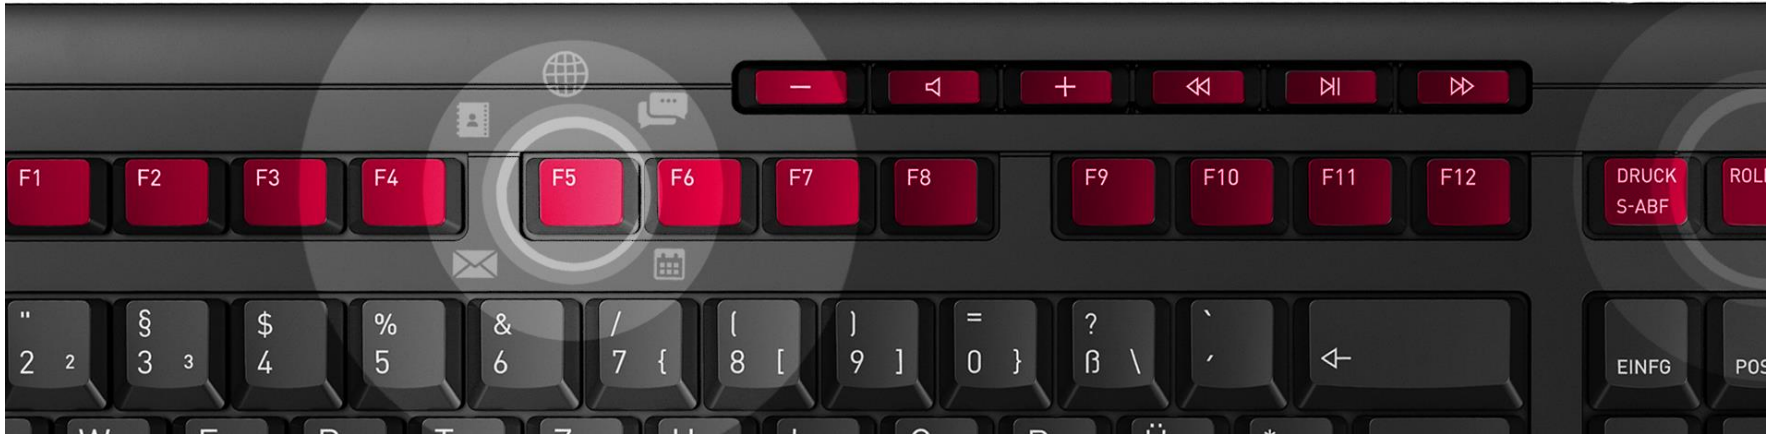 F1 F2 F3 F4 F5 F6 F7 F8 F9 F10 F11 F12 DRUCK
S-ABF
" § $ % & / ( ) = ? ` 
2 ² 3 ³ 4 5 6 7 { 8 [ 9 ] 0 } ß \ ´ EINFG